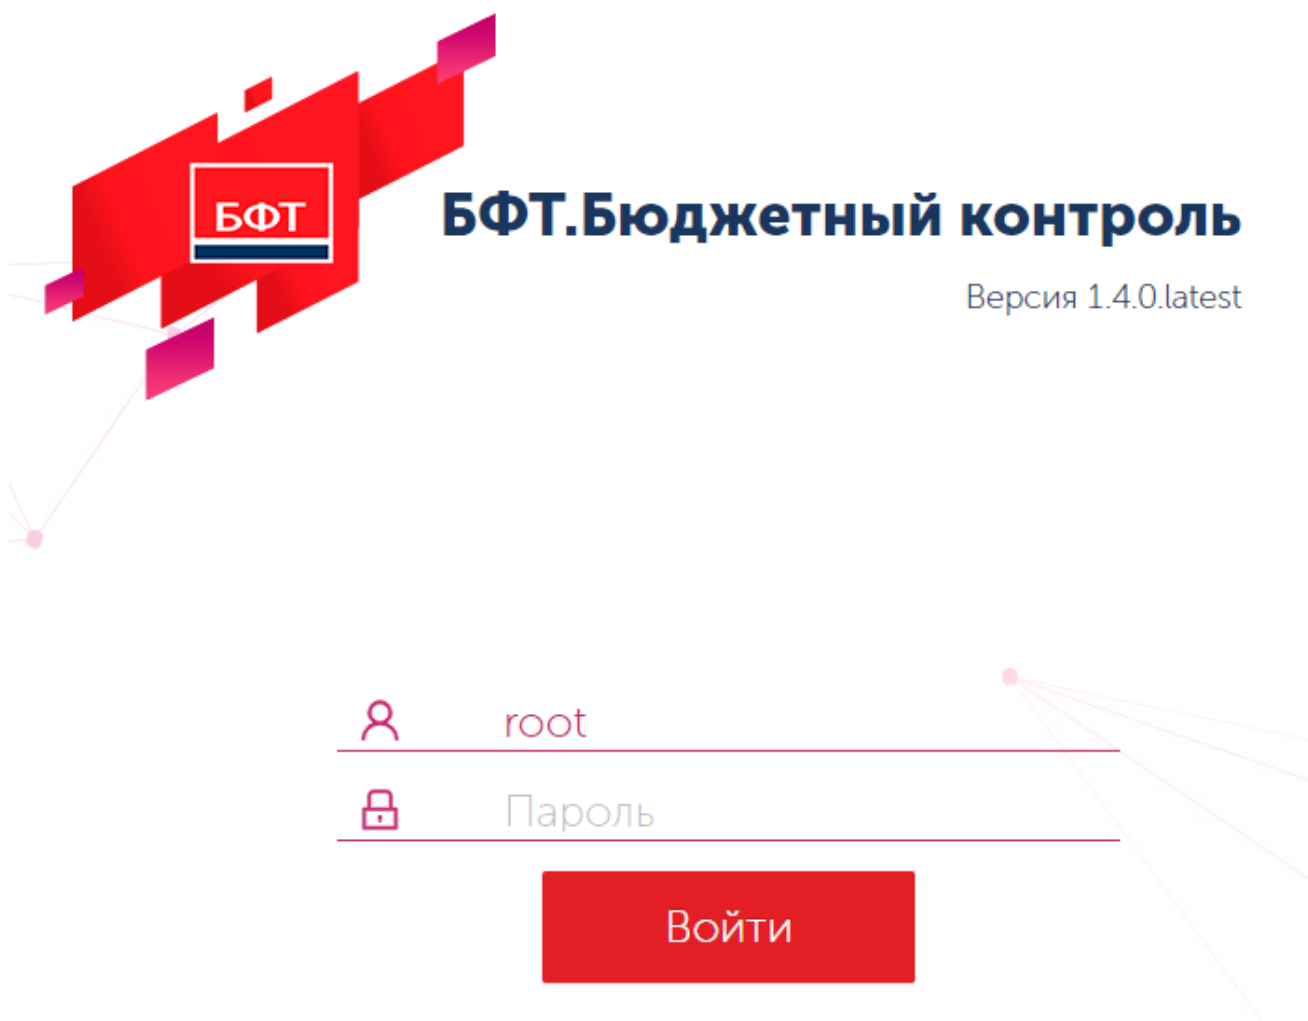 БФТ
БФТ.Бюджетный контроль
Версия 1.4.0.latest
root
Пароль
Войти